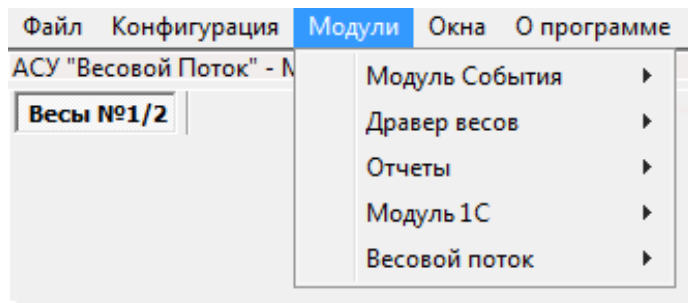 Файл Конфигурация Модули Окна О программе
АСУ "Весовой Поток" -
Весы №1/2
Модуль События
Дравер весов
Отчеты
Модуль 1С
Весовой поток